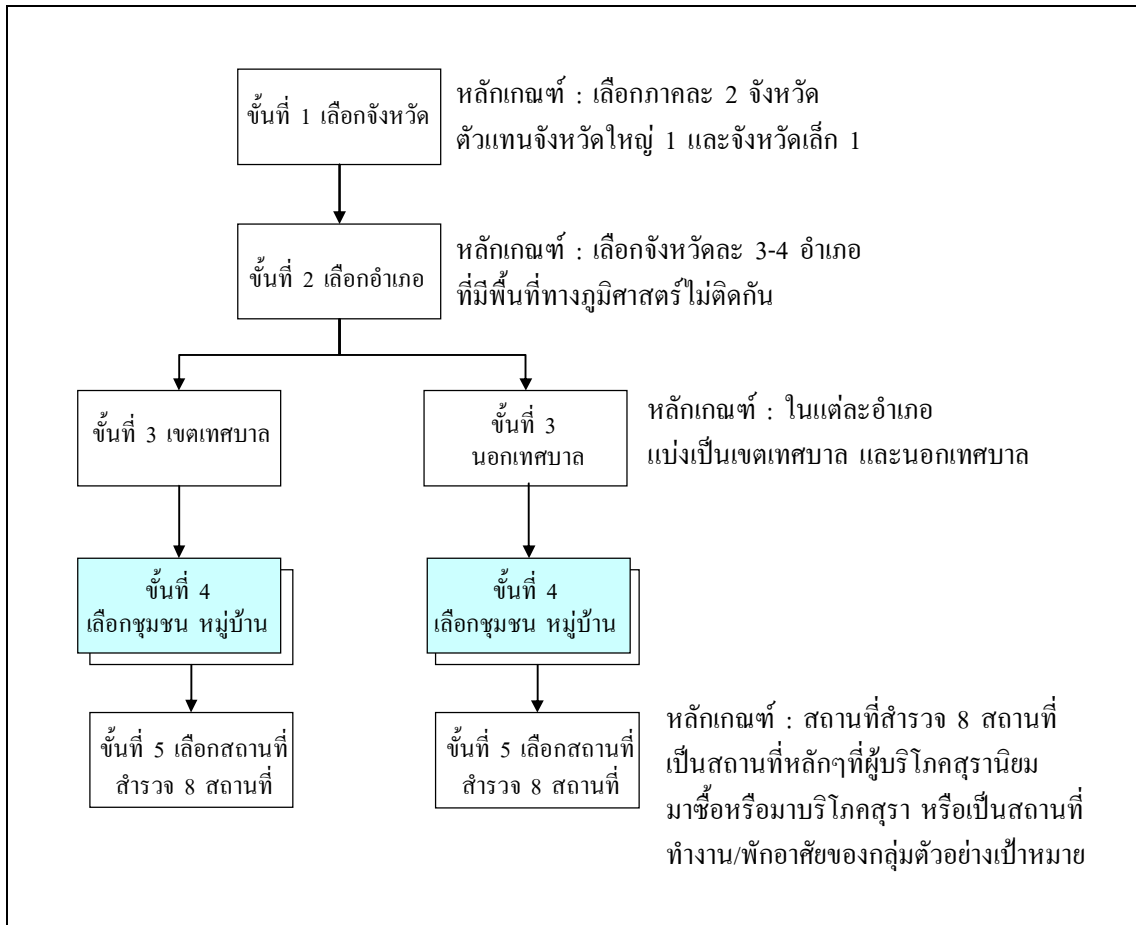 ขั้นที่ 1 เลือกจังหวัด
หลักเกณฑ์ : เลือกภาคละ 2 จังหวัด
ตัวแทนจังหวัดใหญ่ 1 และจังหวัดเล็ก 1
ขั้นที่ 2 เลือกอำเภอ
หลักเกณฑ์ : เลือกจังหวัดละ 3-4 อำเภอ
ที่มีพื้นที่ทางภูมิศาสตร์ไม่ติดกัน
ขั้นที่ 3 เขตเทศบาล
ขั้นที่ 3
นอกเทศบาล
หลักเกณฑ์ : ในแต่ละอำเภอ
แบ่งเป็นเขตเทศบาล และนอกเทศบาล
ขั้นที่ 4
เลือกชุมชน หมู่บ้าน
ขั้นที่ 4
เลือกชุมชน หมู่บ้าน
ขั้นที่ 5 เลือกสถานที่
สำรวจ 8 สถานที่
ขั้นที่ 5 เลือกสถานที่
สำรวจ 8 สถานที่
หลักเกณฑ์ : สถานที่สำรวจ 8 สถานที่
เป็นสถานที่หลักๆที่ผู้บริโภคสุรานิยม
มาซื้อหรือมาบริโภคสุรา หรือเป็นสถานที่
ทำงาน/พักอาศัยของกลุ่มตัวอย่างเป้าหมาย